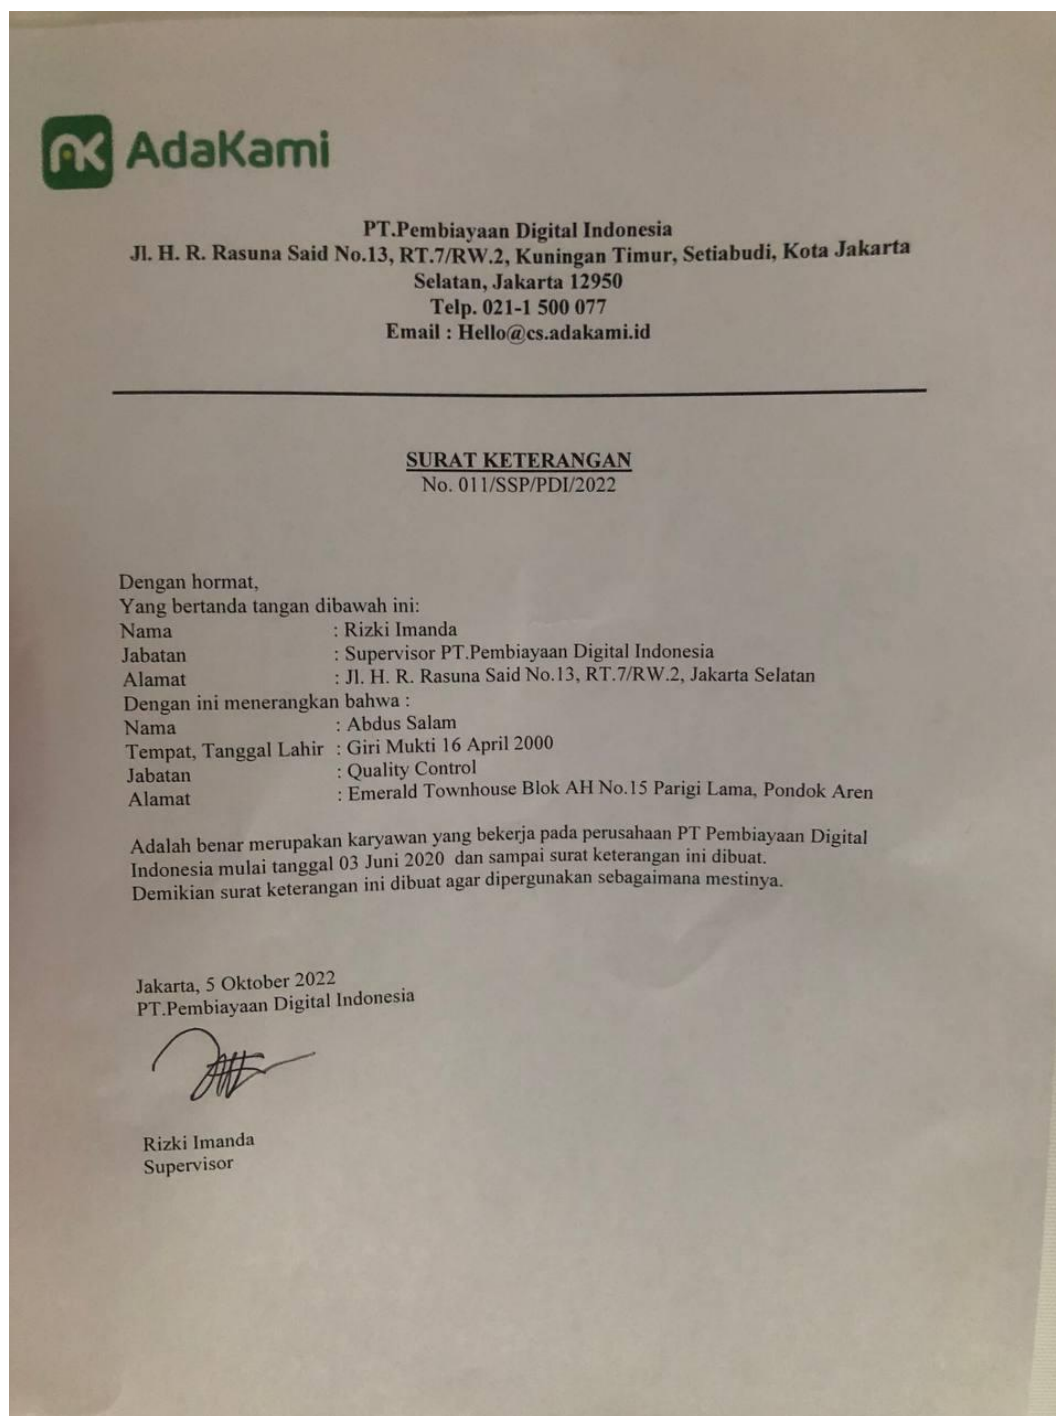 AdaKami
PT.Pembiayaan Digital Indonesia
Jl. H. R. Rasuna Said No.13, RT.7/RW.2, Kuningan Timur, Setiabudi, Kota Jakarta
Selatan, Jakarta 12950
Telp. 021-1 500 077
Email : Hello@cs.adakami.id
SURAT KETERANGAN
No. 011/SSP/PDI/2022
Dengan hormat,
Yang bertanda tangan dibawah ini:
Nama : Rizki Imanda
Jabatan : Supervisor PT.Pembiayaan Digital Indonesia
Alamat : Jl. H. R. Rasuna Said No.13, RT.7/RW.2, Jakarta Selatan
Dengan ini menerangkan bahwa :
Nama : Abdus Salam
Tempat, Tanggal Lahir : Giri Mukti 16 April 2000
Jabatan : Quality Control
Alamat : Emerald Townhouse Blok AH No.15 Parigi Lama, Pondok Aren
Adalah benar merupakan karyawan yang bekerja pada perusahaan PT Pembiayaan Digital
Indonesia mulai tanggal 03 Juni 2020 dan sampai surat keterangan ini dibuat.
Demikian surat keterangan ini dibuat agar dipergunakan sebagaimana mestinya.
Jakarta, 5 Oktober 2022
PT.Pembiayaan Digital Indonesia
Rizki Imanda
Supervisor